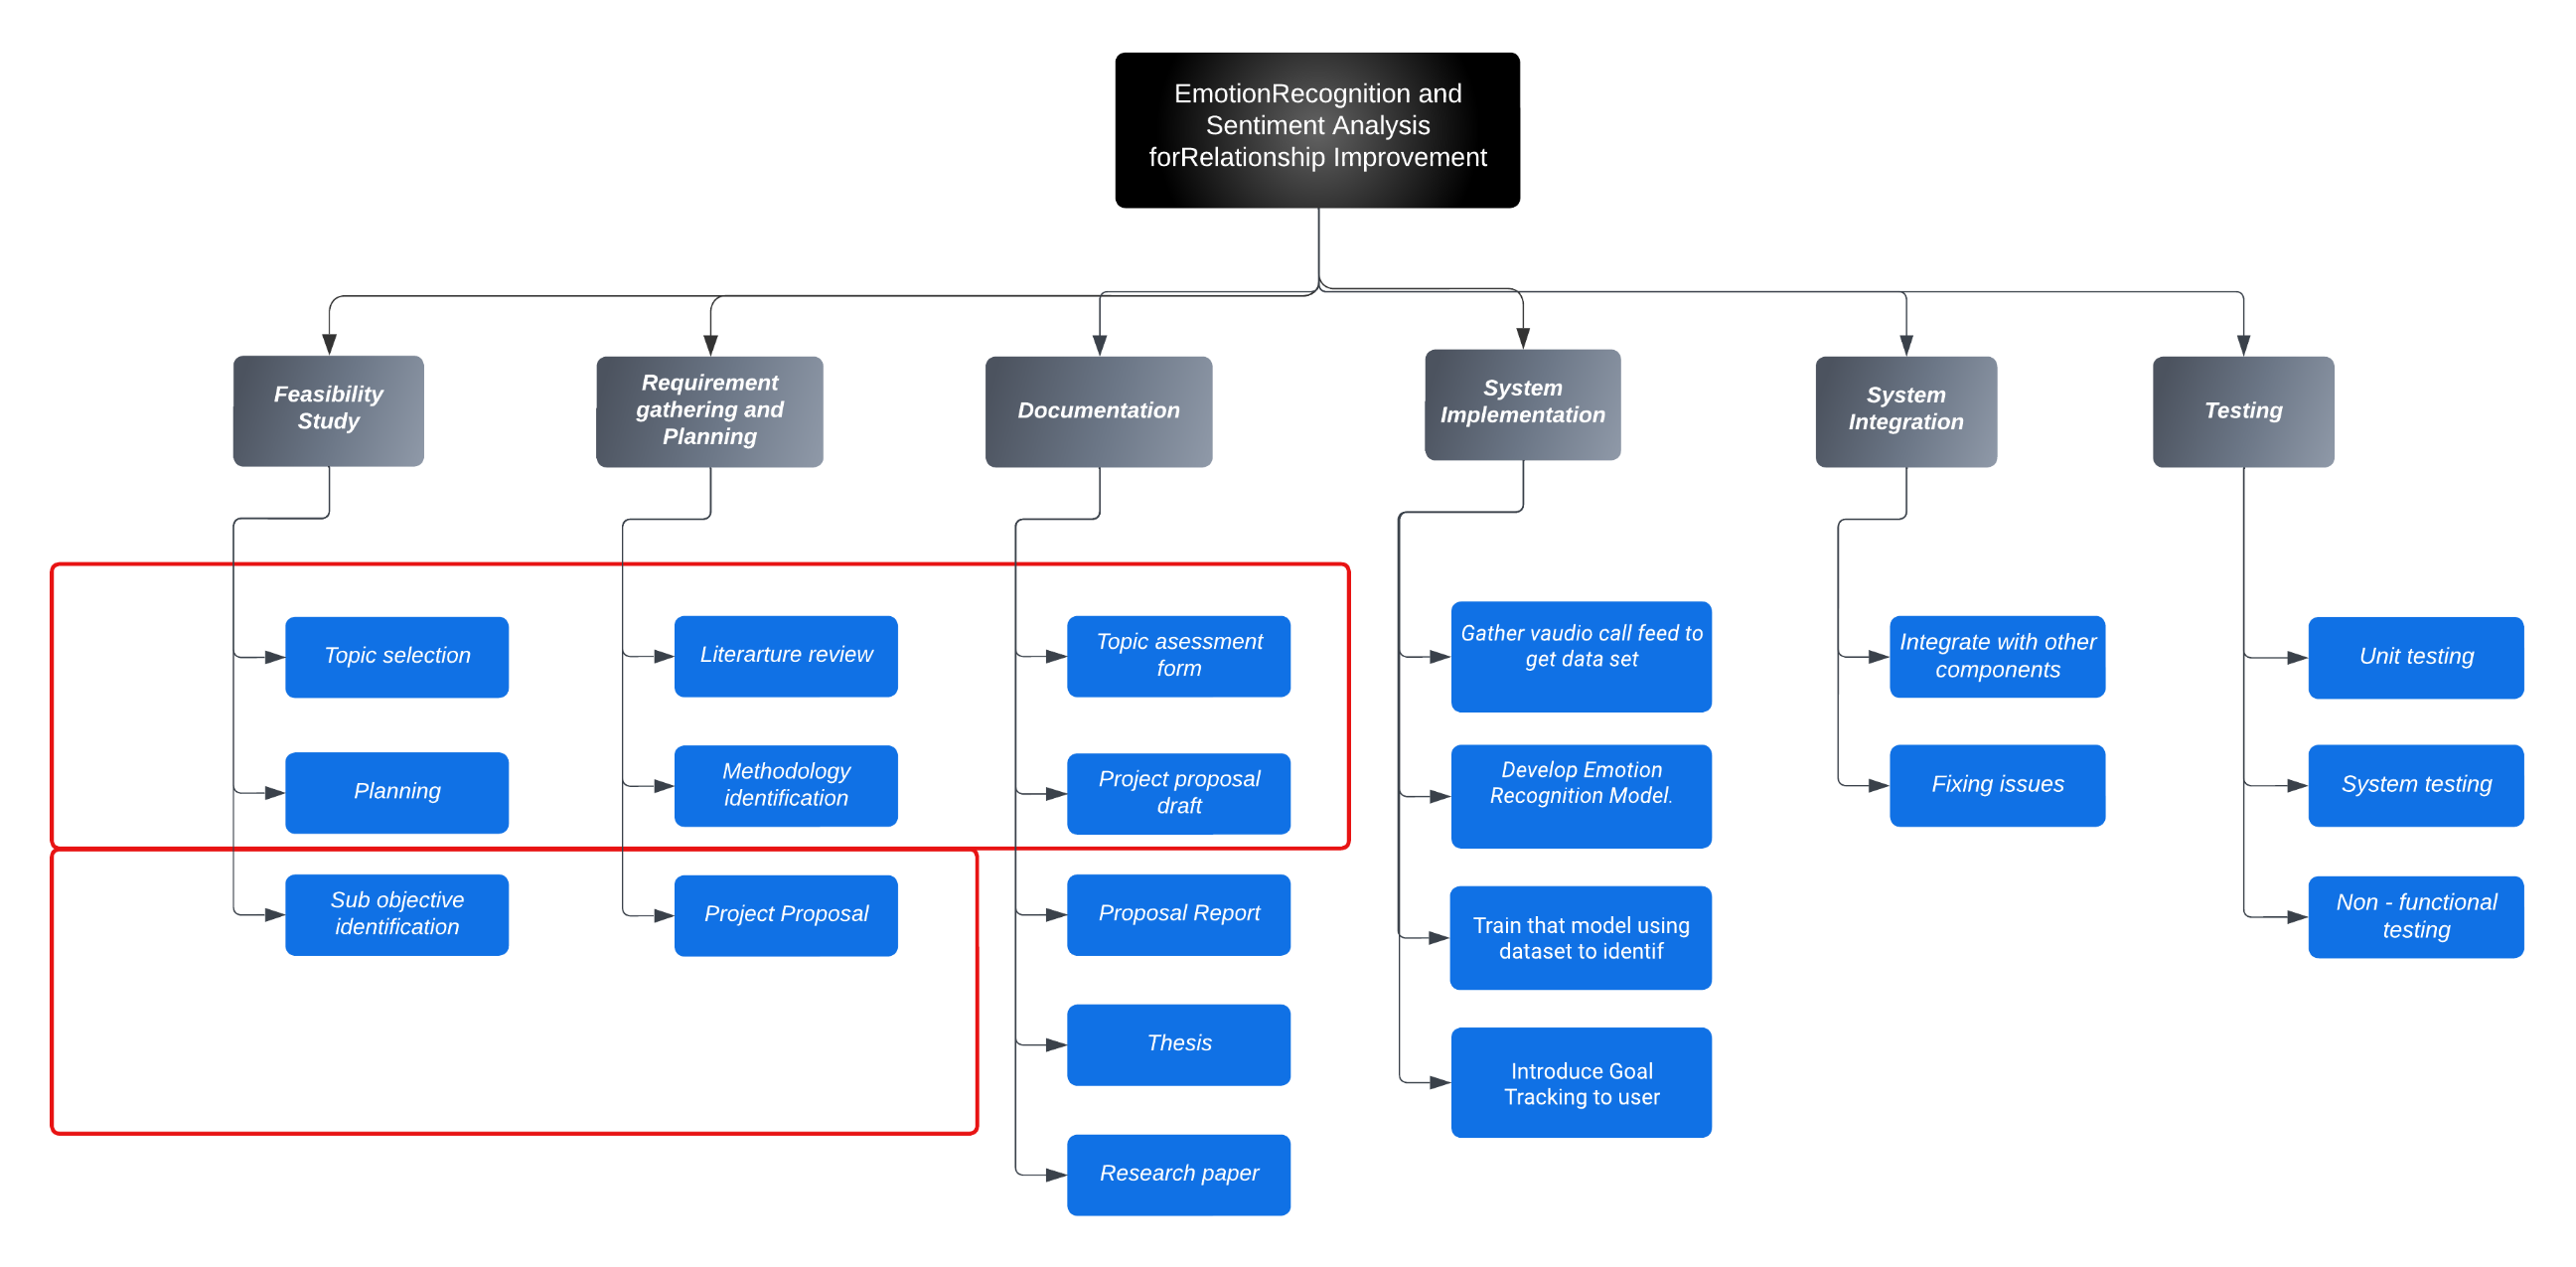 EmotionRecognition and
Sentiment Analysis
forRelationship Improvement
Feasibility
Study
Requirement
gathering and
Planning
Documentation
System
Implementation
System
Integration
Testing
Topic selection
Planning
Sub objective
identification
Literarture review
Methodology
identification
Project Proposal
Topic asessment
form
Project proposal
draft
Proposal Report
Thesis
Research paper
Gather vaudio call feed to
get data set
Develop Emotion
Recognition Model.
Train that model using
dataset to identif
Introduce Goal
Tracking to user
Integrate with other
components
Fixing issues
Unit testing
System testing
Non - functional
testing